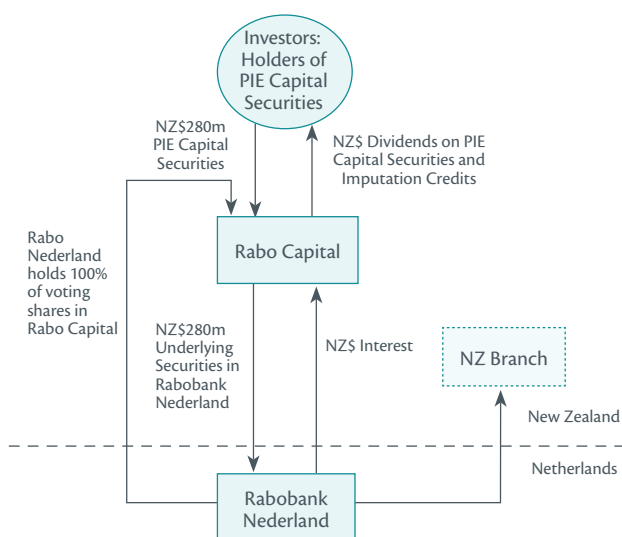 Investors:
Holders of
PIE Capital
Securities
NZ$280m
PIE Capital
Securities
NZ$ Dividends on PIE
Capital Securities and
Imputation Credits
Rabo
Nederland
holds 100%
of voting
shares in
Rabo Capital
Rabo Capital
NZ$280m
Underlying
Securities in
Rabobank
Nederland
NZ$ Interest
NZ Branch
New Zealand
Netherlands
Rabobank
Nederland